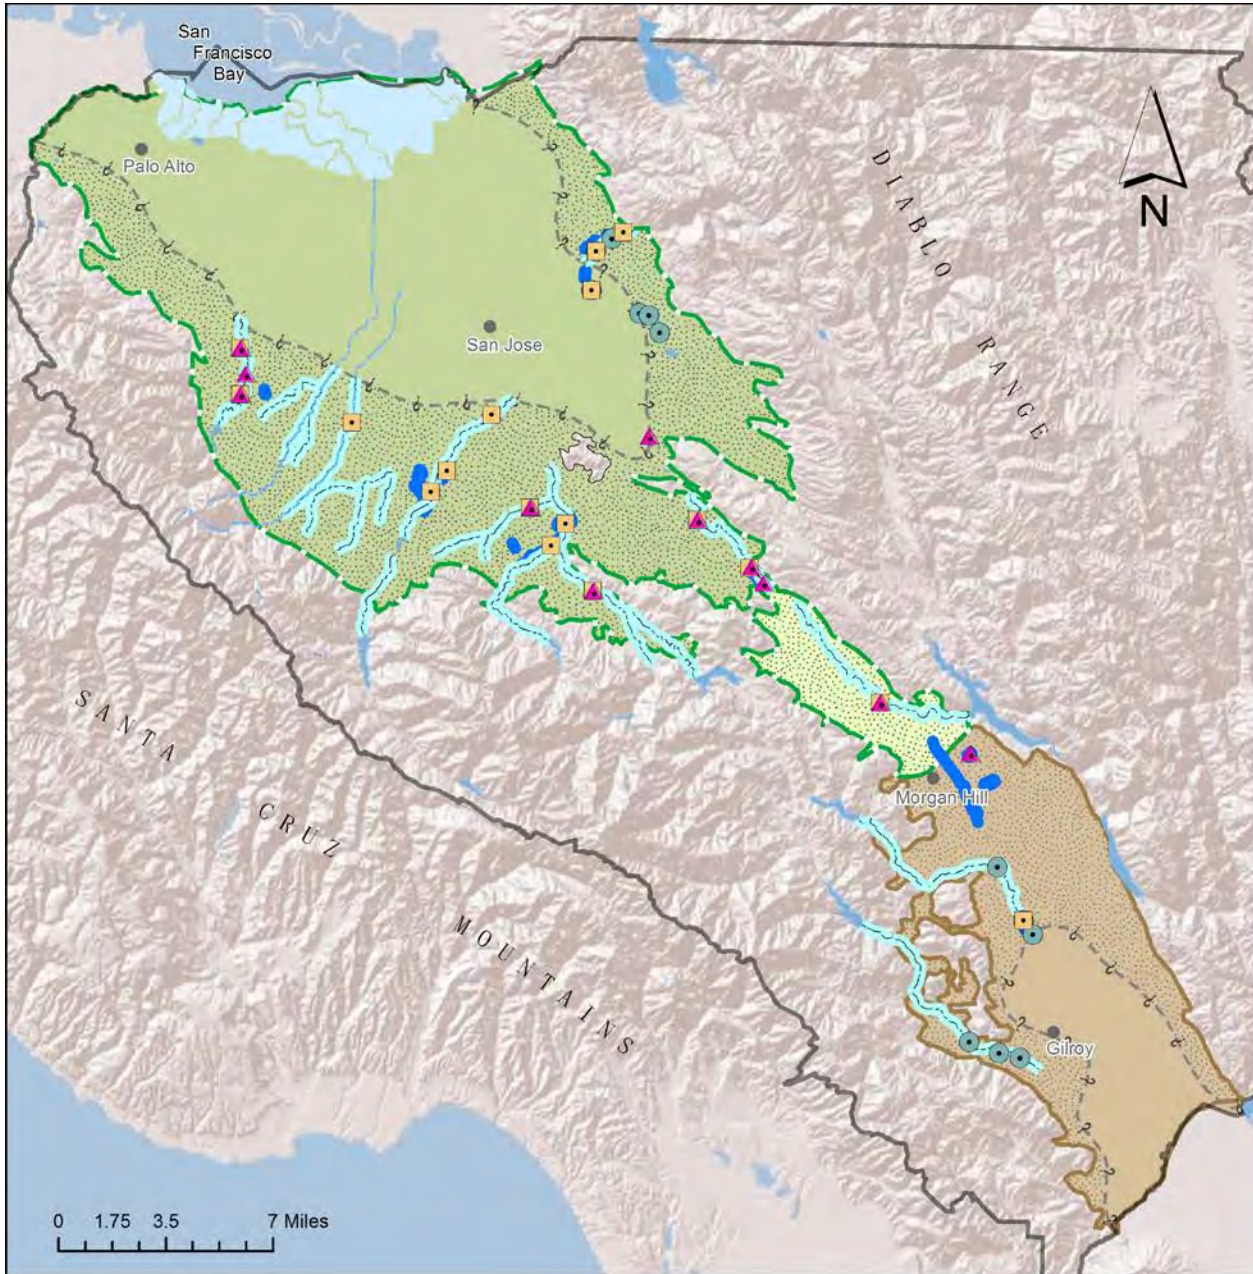 San
Francisco
Bay
Palo Alto
DIABLO
RANGE
N
San Jose
SANTA
CRUZ
MOUNTAINS
Morgan Hill
Gilroy
0 1.75 3.5 7 Miles